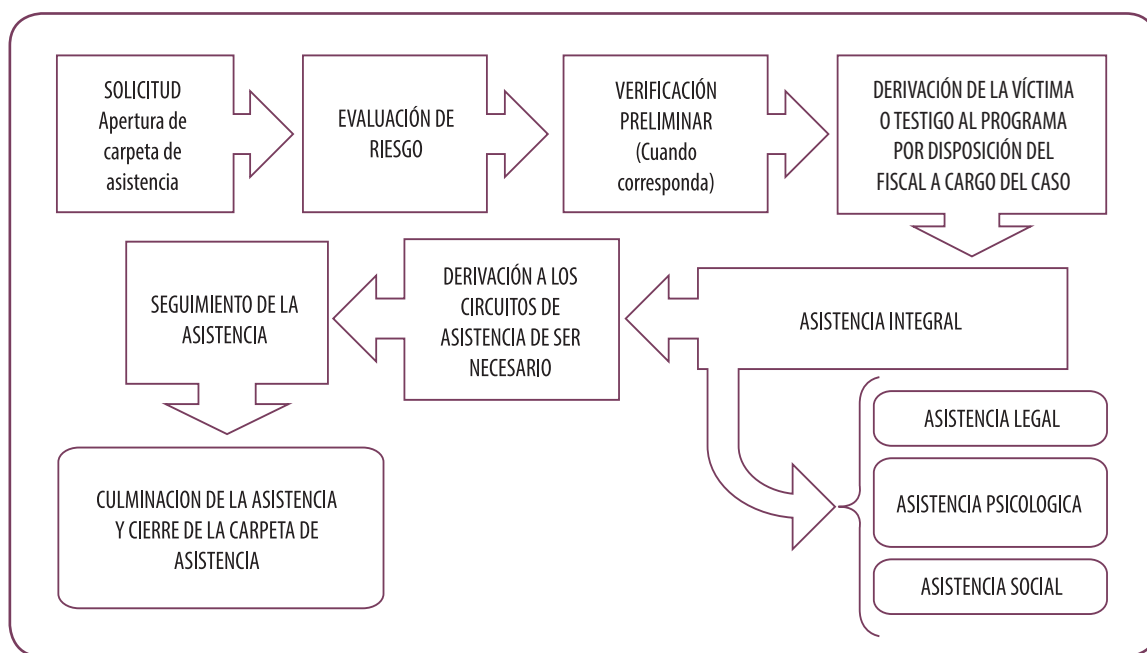 SOLICITUD
Apertura de
carpeta de
asistencia
EVALUACIÓN DE
RIESGO
VERIFICACIÓN
PRELIMINAR
(Cuando
corresponda)
DERIVACIÓN DE LA VÍCTIMA
O TESTIGO AL PROGRAMA
POR DISPOSICIÓN DEL
FISCAL A CARGO DEL CASO
ASISTENCIA INTEGRAL
DERIVACIÓN A LOS
CIRCUITOS DE
ASISTENCIA DE SER
NECESARIO
SEGUIMIENTO DE LA
ASISTENCIA
ASISTENCIA LEGAL
ASISTENCIA PSICOLOGICA
ASISTENCIA SOCIAL
CULMINACION DE LA ASISTENCIA
Y CIERRE DE LA CARPETA DE
ASISTENCIA